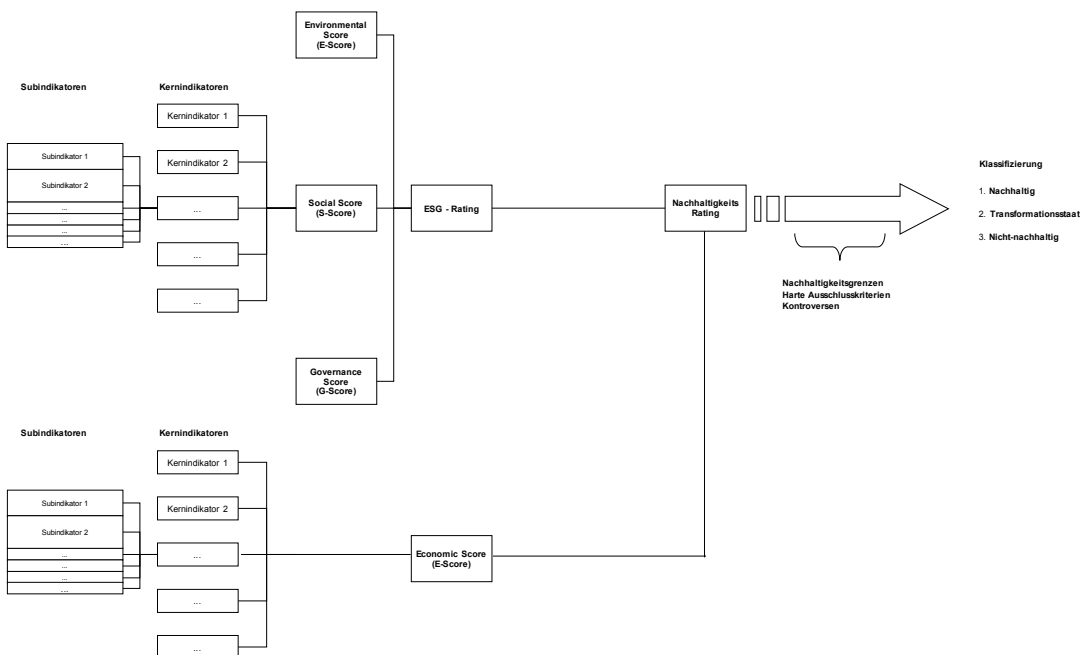 Environmental
Score
(E-Score)
Subindikatoren
Kernindikatoren
Kernindikator 1
Kernindikator 2
...
...
...
Subindikator 1
Subindikator 2
...
...
...
...
Social Score
(S-Score)
ESG - Rating
Nachhaltigkeits
Rating
Klassifizierung
1. Nachhaltig
2. Transformationsstaat
3. Nicht-nachhaltig
Nachhaltigkeitsgrenzen
Harte Ausschlusskriterien
Kontroversen
Governance
Score
(G-Score)
Subindikatoren
Kernindikatoren
Kernindikator 1
Kernindikator 2
...
...
...
Subindikator 1
Subindikator 2
...
...
...
...
Economic Score
(E-Score)